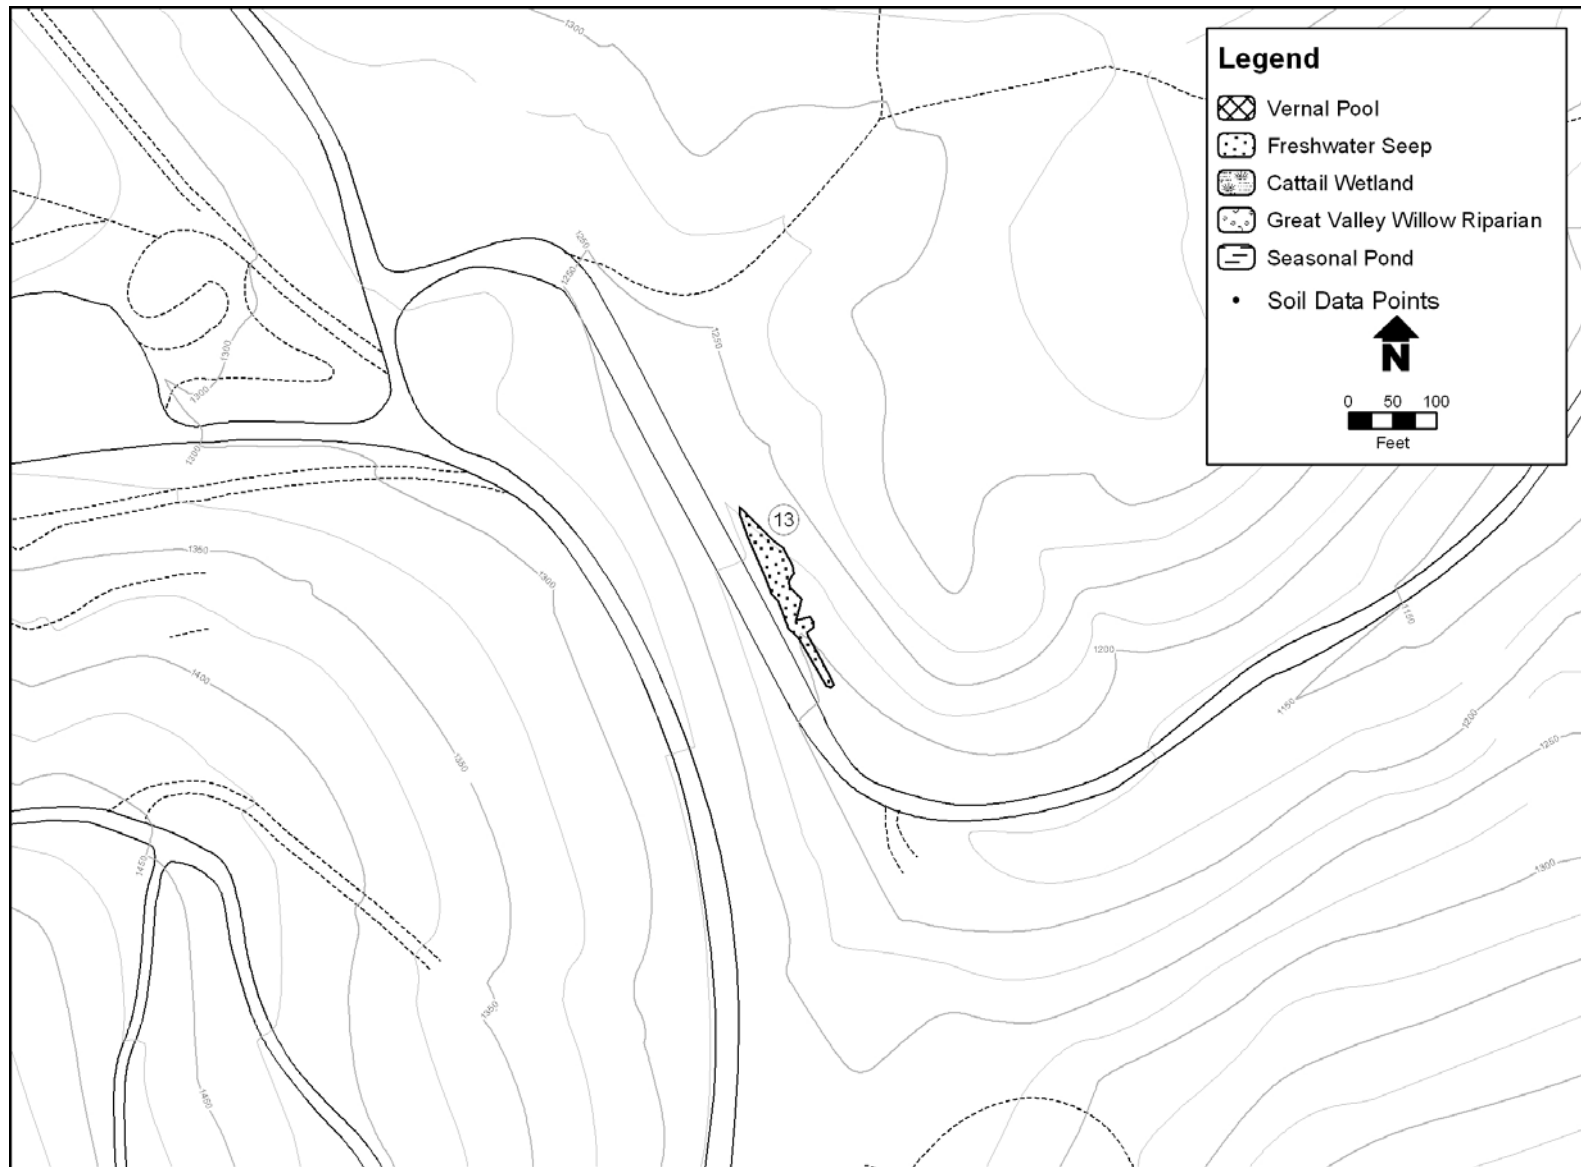 Legend
Vernal Pool
Freshwater Seep
Cattail Wetland
Great Valley Willow Riparian
Seasonal Pond
Soil Data Points
N
0 50 100
Feet
1300
1250
1250
1250
1300
1300
1300
13
1350
1300
1150
1200
1400
1150
1200
1350
1250
1450
1300
1350
1450